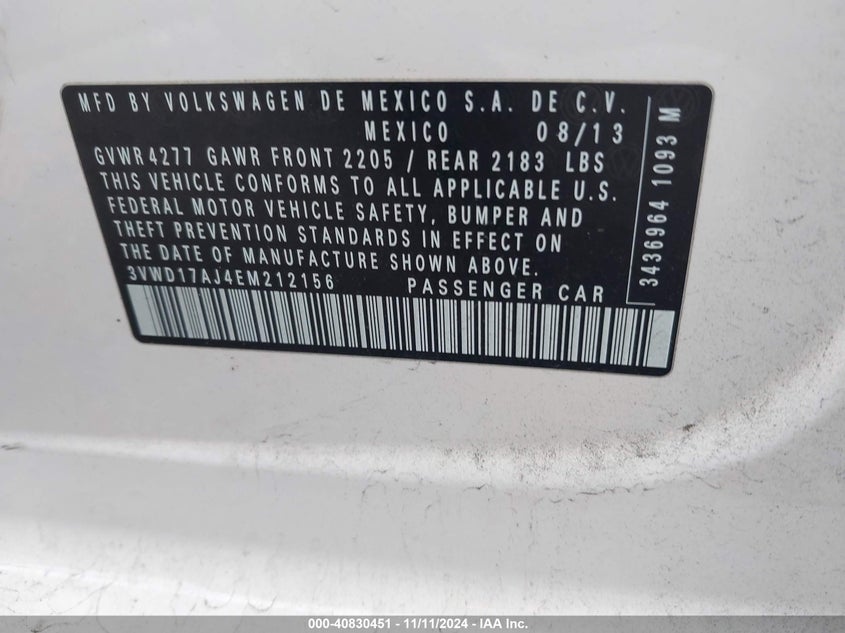 MFD BY VOLKSWAGEN DE MEXICO S.A. DE C.V.
MEXICO 08/13
GVWR 4277 GAWR FRONT 2205 / REAR 2183 LBS
THIS VEHICLE CONFORMS TO ALL APPLICABLE U.S.
FEDERAL MOTOR VEHICLE SAFETY, BUMPER AND
THEFT PREVENTION STANDARDS IN EFFECT ON
THE DATE OF MANUFACTURE SHOWN ABOVE.
3VWD17AJ4EM212156 PASSENGER CAR
3436964 1093 M
000-40830451 - 11/11/2024 - IAA Inc.